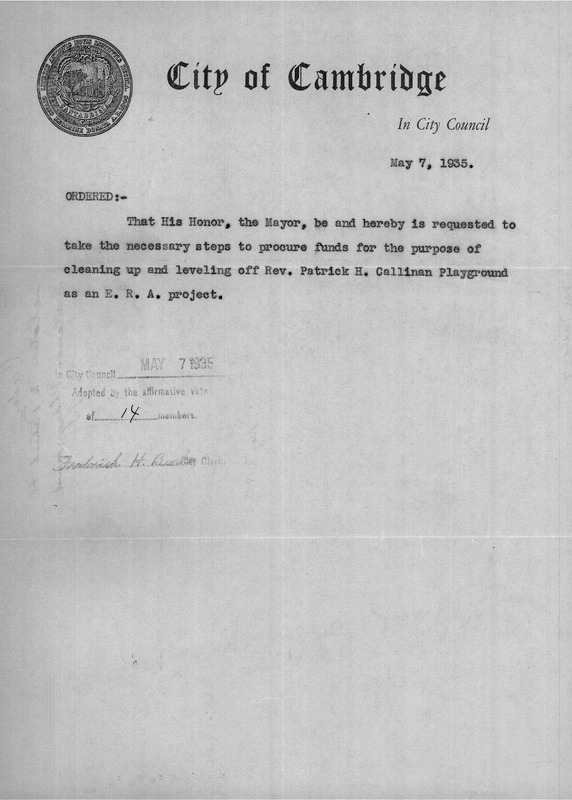 City of Cambridge
In City Council
May 7, 1935.
ORDERED:-
That His Honor, the Mayor, be and hereby is requested to
take the necessary steps to procure funds for the purpose of
cleaning up and leveling off Rev. Patrick H. Callinan Playground
as an E. R. A. project.
In City Council MAY 7 1935
Adopted by the affirmative vote
of 14 members.
Frederick H. City Clerk.